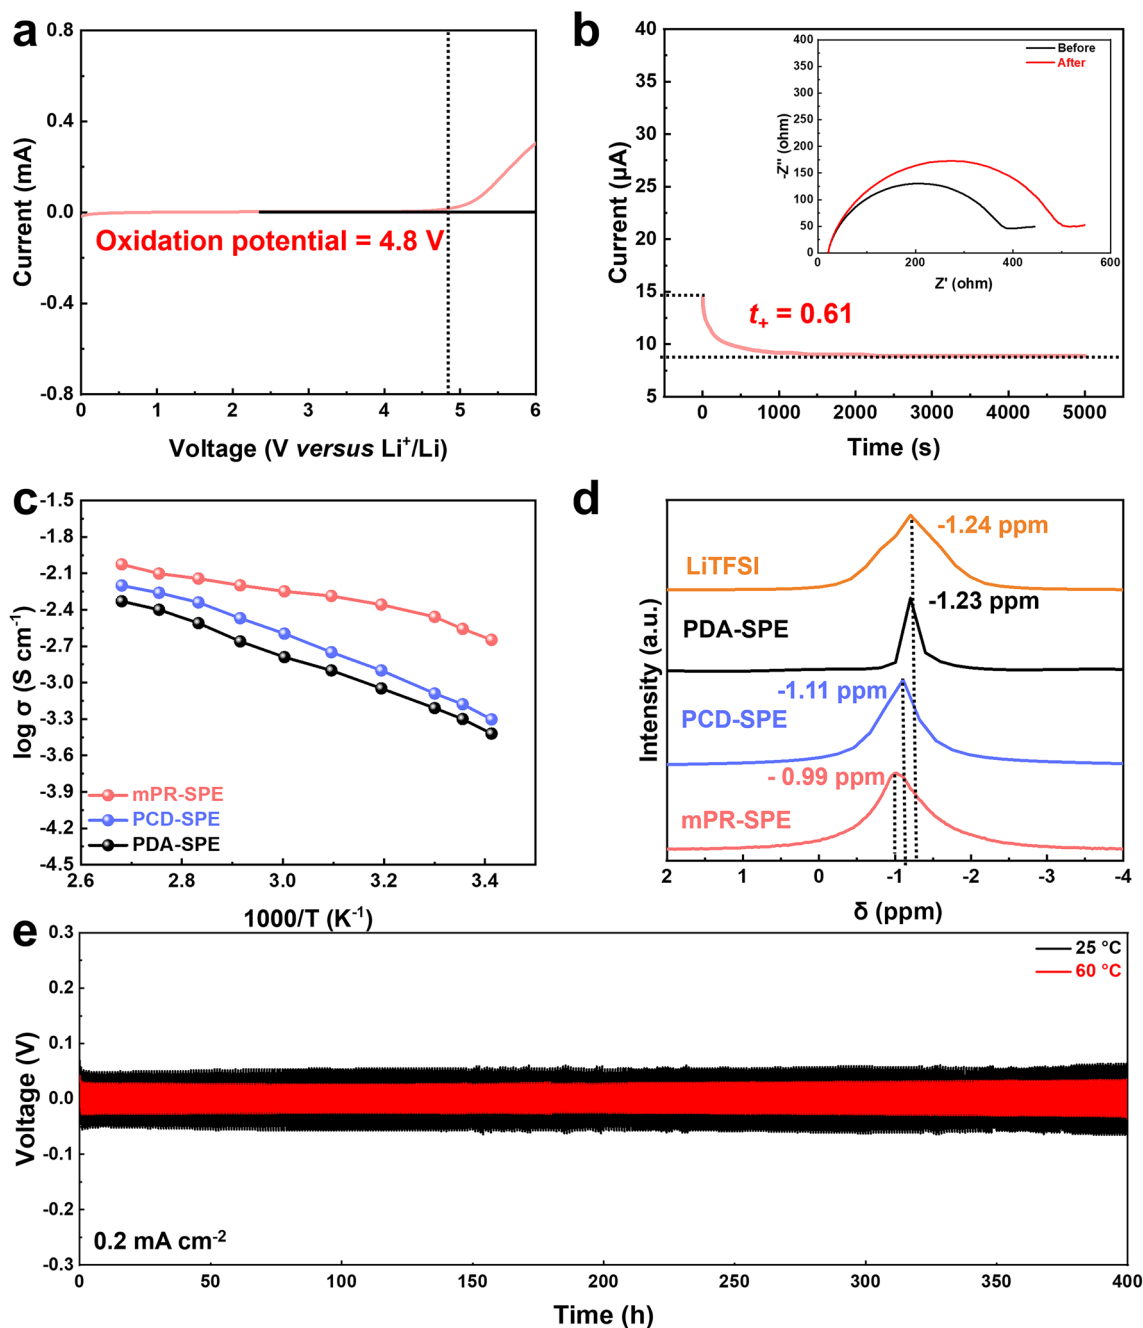 a
0.8
0.4
0.0
-0.4
-0.8
Current (mA)
Oxidation potential = 4.8 V
0 1 2 3 4 5 6
Voltage (V versus Li⁺/Li)
b
40
35
30
25
20
15
10
5
Current (µA)
t₊ = 0.61
0 1000 2000 3000 4000 5000
Time (s)
Before
After
400
350
300
250
200
150
100
50
0
-Z'' (ohm)
0 200 400 600
Z' (ohm)
c
-1.5
-1.8
-2.1
-2.4
-2.7
-3.0
-3.3
-3.6
-3.9
-4.2
-4.5
log σ (S cm⁻¹)
mPR-SPE
PCD-SPE
PDA-SPE
2.6 2.8 3.0 3.2 3.4
1000/T (K⁻¹)
d
Intensity (a.u.)
-1.24 ppm
LiTFSI
-1.23 ppm
PDA-SPE
-1.11 ppm
PCD-SPE
- 0.99 ppm
mPR-SPE
2 1 0 -1 -2 -3 -4
δ (ppm)
e
0.3
0.2
0.1
0.0
-0.1
-0.2
-0.3
Voltage (V)
25 °C
60 °C
0.2 mA cm⁻²
0 50 100 150 200 250 300 350 400
Time (h)